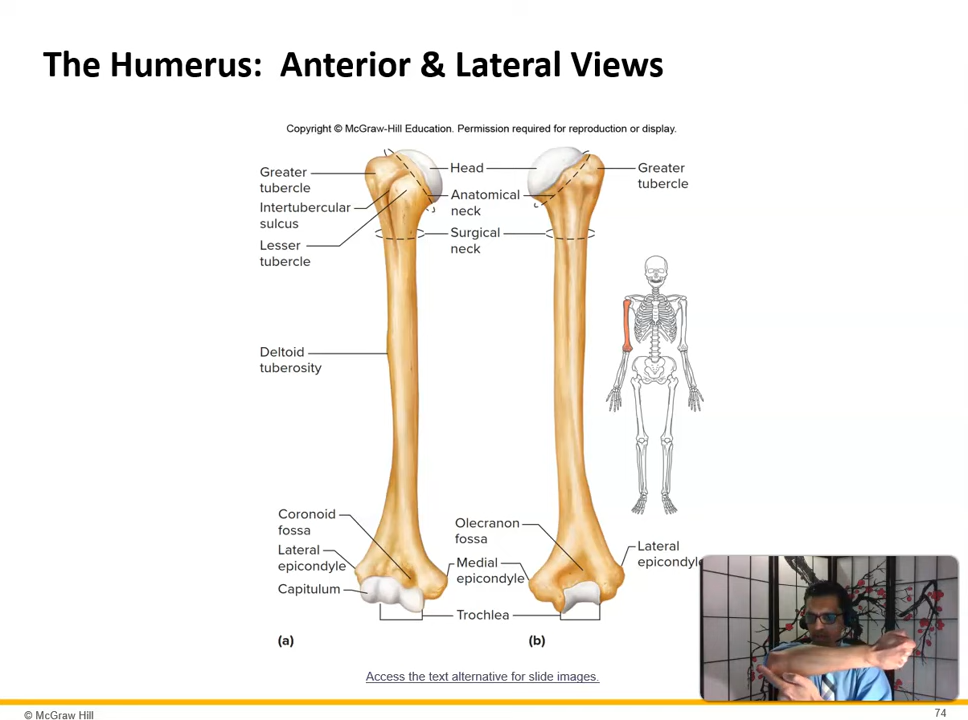 The Humerus:  Anterior & Lateral Views
Copyright © McGraw-Hill Education. Permission required for reproduction or display.
Greater
tubercle
Intertubercular
sulcus
Lesser
tubercle
Head
Anatomical
neck
Surgical
neck
Greater
tubercle
Deltoid
tuberosity
Coronoid
fossa
Lateral
epicondyle
Capitulum
Olecranon
fossa
Medial
epicondyle
Trochlea
Lateral
epicondyle
(a)
(b)
Access the text alternative for slide images.
© McGraw Hill
74